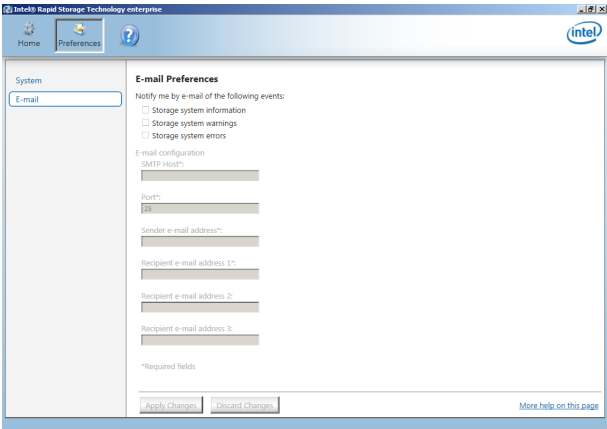 Intel® Rapid Storage Technology enterprise
Home
Preferences
?
intel
System
E-mail
E-mail Preferences
Notify me by e-mail of the following events:
Storage system information
Storage system warnings
Storage system errors
E-mail configuration
SMTP Host*:
Port*:
25
Sender e-mail address*:
Recipient e-mail address 1*:
Recipient e-mail address 2:
Recipient e-mail address 3:
*Required fields
Apply Changes
Discard Changes
More help on this page